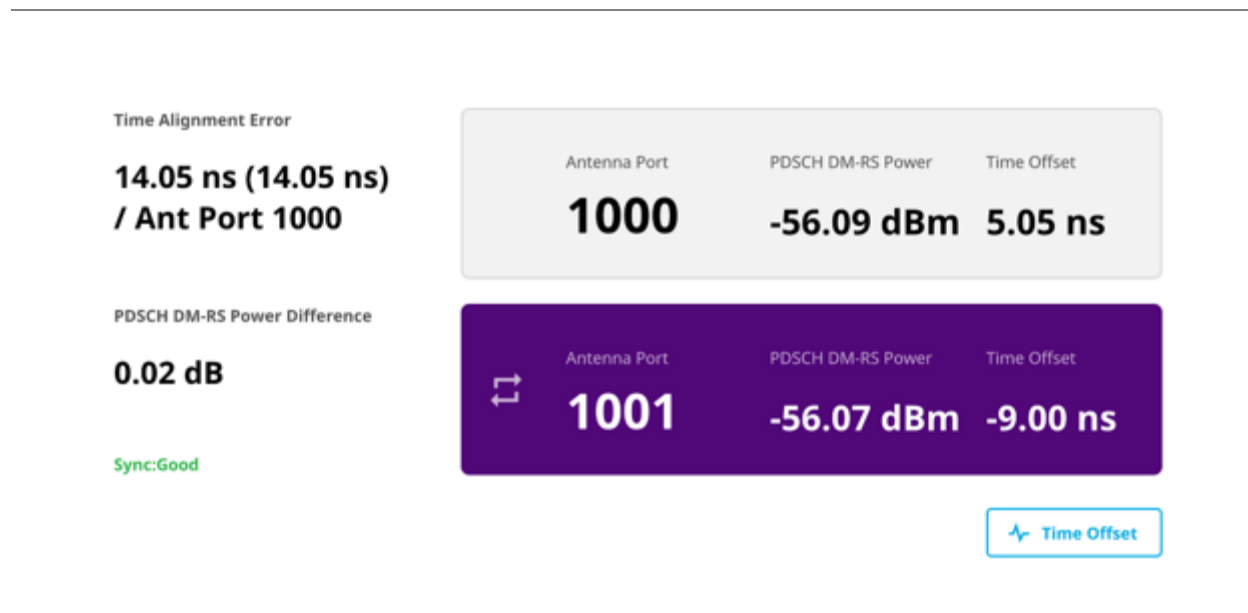 Time Alignment Error
14.05 ns (14.05 ns)
/ Ant Port 1000
Antenna Port
PDSCH DM-RS Power
Time Offset
1000
-56.09 dBm
5.05 ns
PDSCH DM-RS Power Difference
0.02 dB
Sync:Good
Antenna Port
PDSCH DM-RS Power
Time Offset
1001
-56.07 dBm
-9.00 ns
Time Offset